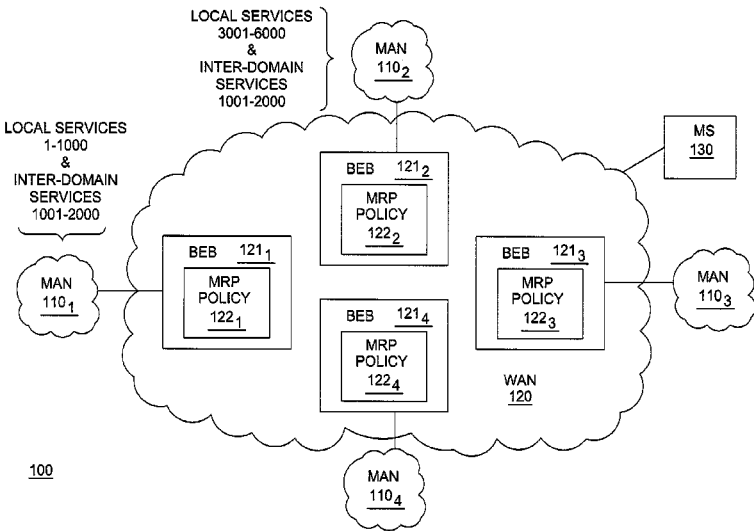 LOCAL SERVICES
3001-6000
&
INTER-DOMAIN
SERVICES
1001-2000
MAN
110₂
LOCAL SERVICES
1-1000
&
INTER-DOMAIN
SERVICES
1001-2000
MS
130
BEB 121₂
MRP
POLICY
122₂
BEB 121₁
MRP
POLICY
122₁
BEB 121₃
MRP
POLICY
122₃
MAN
110₁
MAN
110₃
BEB 121₄
MRP
POLICY
122₄
WAN
120
100
MAN
110₄